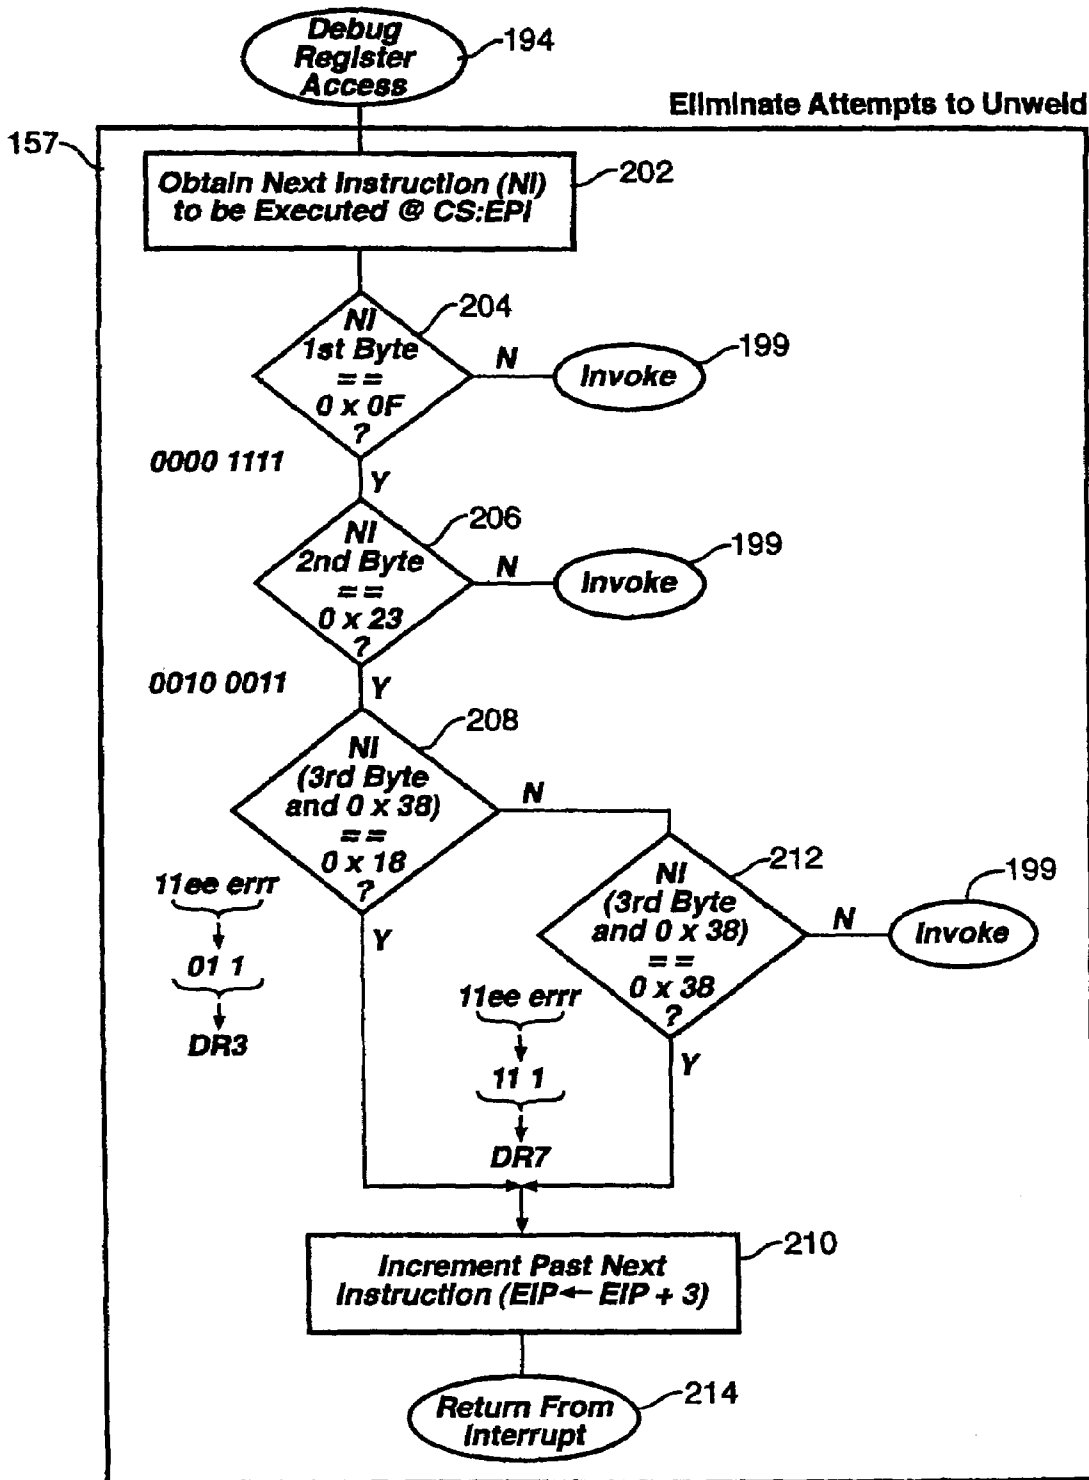 Debug
Register
Access
194
Eliminate Attempts to Unweld
157
Obtain Next Instruction (NI)
to be Executed @ CS:EPI
202
NI
1st Byte
==
0 x 0F
?
204
N
Invoke
199
0000 1111
Y
NI
2nd Byte
==
0 x 23
?
206
N
Invoke
199
0010 0011
Y
NI
(3rd Byte
and 0 x 38)
==
0 x 18
?
208
N
Y
11ee errr
01 1
DR3
NI
(3rd Byte
and 0 x 38)
==
0 x 38
?
212
N
Invoke
199
Y
11ee errr
11 1
DR7
Increment Past Next
Instruction (EIP ← EIP + 3)
210
Return From
Interrupt
214